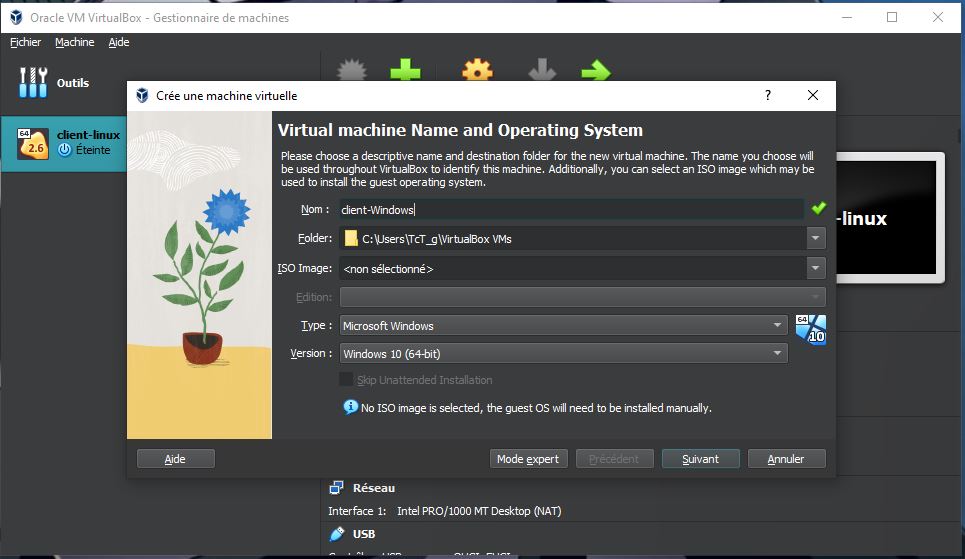 Oracle VM VirtualBox - Gestionnaire de machines
Fichier Machine Aide
Outils
64
2.6
client-linux
Éteinte
Crée une machine virtuelle
?
Virtual machine Name and Operating System
Please choose a descriptive name and destination folder for the new virtual machine. The name you choose will
be used throughout VirtualBox to identify this machine. Additionally, you can select an ISO image which may be
used to install the guest operating system.
Nom : client-Windows
Folder: C:\Users\TcT_g\VirtualBox VMs
ISO Image: <non sélectionné>
Edition:
Type : Microsoft Windows
64
10
Version : Windows 10 (64-bit)
Skip Unattended Installation
No ISO image is selected, the guest OS will need to be installed manually.
Aide Mode expert Précédent Suivant Annuler
-linux
Réseau
Interface 1: Intel PRO/1000 MT Desktop (NAT)
USB